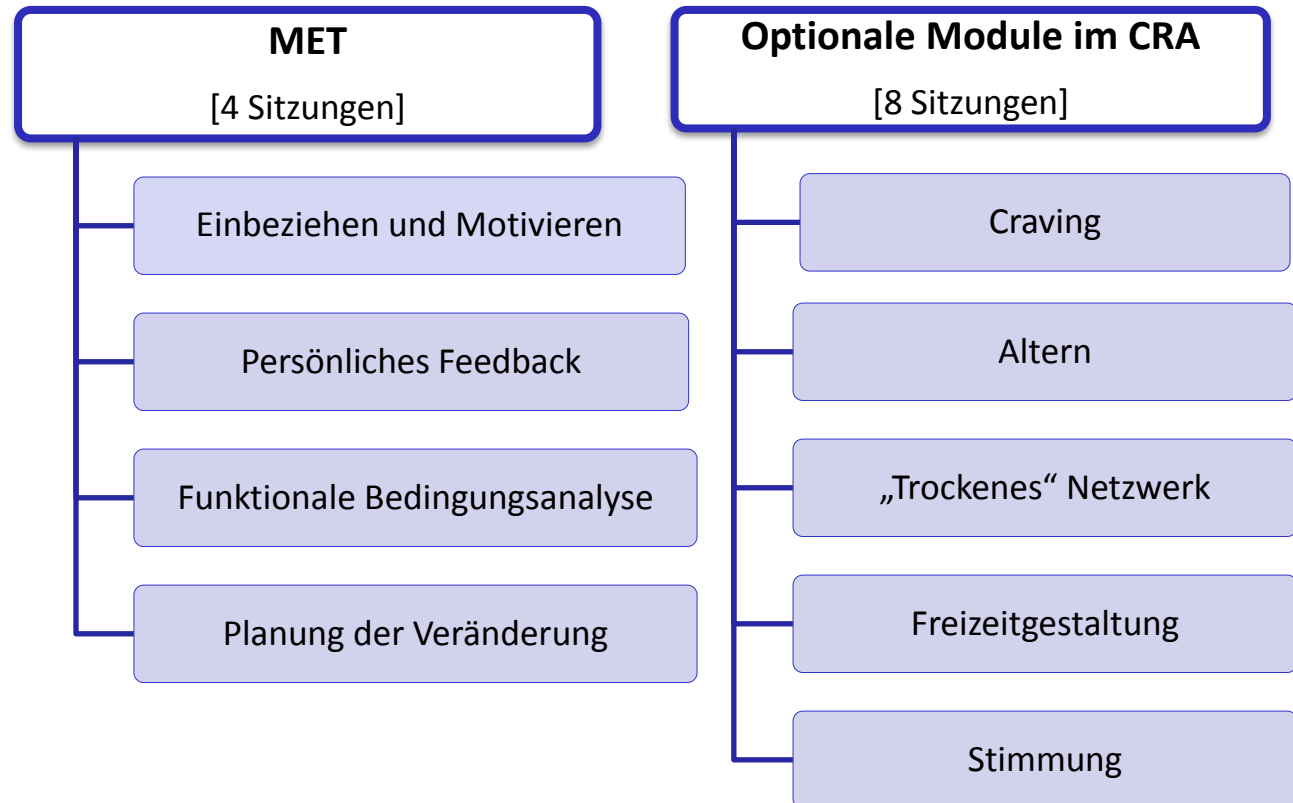 MET
[4 Sitzungen]
Einbeziehen und Motivieren
Persönliches Feedback
Funktionale Bedingungsanalyse
Planung der Veränderung
Optionale Module im CRA
[8 Sitzungen]
Craving
Altern
„Trockenes“ Netzwerk
Freizeitgestaltung
Stimmung